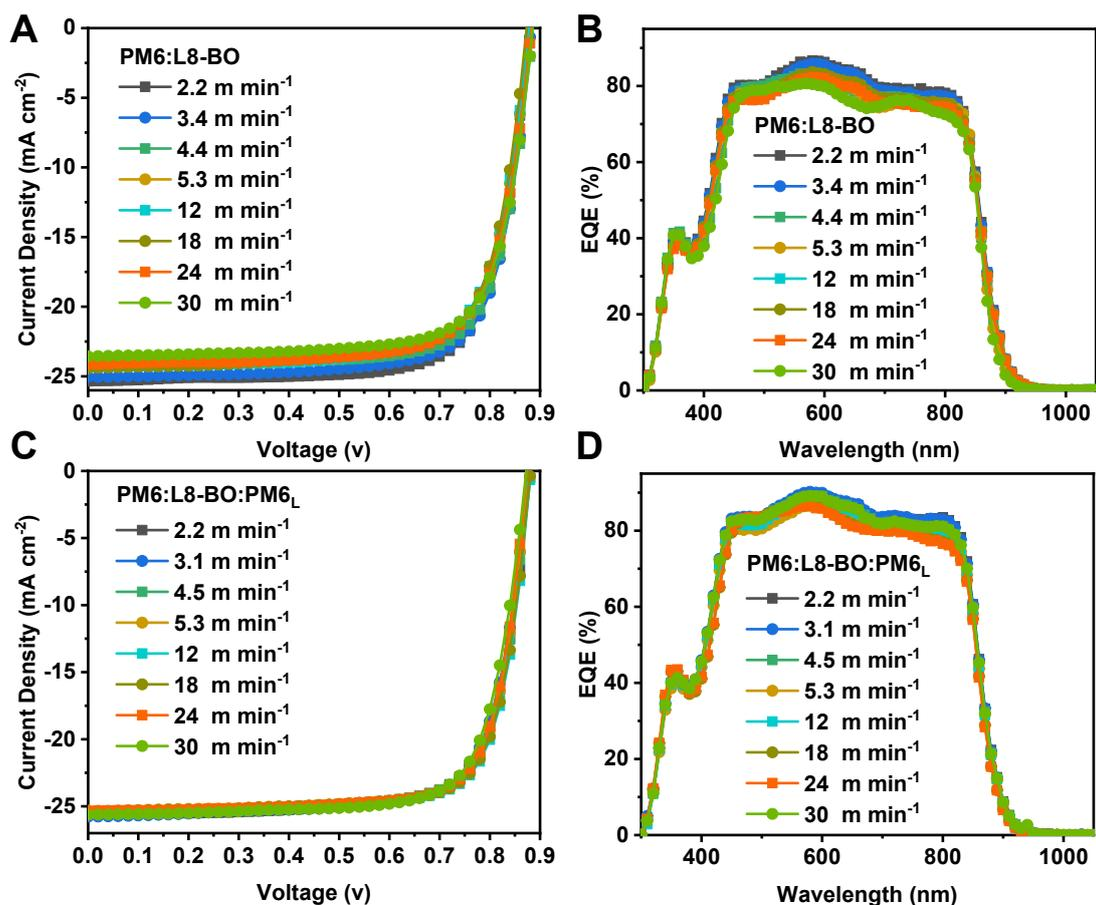 A
PM6:L8-BO
2.2 m min⁻¹
3.4 m min⁻¹
4.4 m min⁻¹
5.3 m min⁻¹
12 m min⁻¹
18 m min⁻¹
24 m min⁻¹
30 m min⁻¹
Current Density (mA cm⁻²)
0
-5
-10
-15
-20
-25
0.0 0.1 0.2 0.3 0.4 0.5 0.6 0.7 0.8 0.9
Voltage (v)
B
PM6:L8-BO
2.2 m min⁻¹
3.4 m min⁻¹
4.4 m min⁻¹
5.3 m min⁻¹
12 m min⁻¹
18 m min⁻¹
24 m min⁻¹
30 m min⁻¹
EQE (%)
80
60
40
20
0
400 600 800 1000
Wavelength (nm)
C
PM6:L8-BO:PM6L
2.2 m min⁻¹
3.1 m min⁻¹
4.5 m min⁻¹
5.3 m min⁻¹
12 m min⁻¹
18 m min⁻¹
24 m min⁻¹
30 m min⁻¹
Current Density (mA cm⁻²)
0
-5
-10
-15
-20
-25
0.0 0.1 0.2 0.3 0.4 0.5 0.6 0.7 0.8 0.9
Voltage (v)
D
PM6:L8-BO:PM6L
2.2 m min⁻¹
3.1 m min⁻¹
4.5 m min⁻¹
5.3 m min⁻¹
12 m min⁻¹
18 m min⁻¹
24 m min⁻¹
30 m min⁻¹
EQE (%)
80
60
40
20
0
400 600 800 1000
Wavelength (nm)